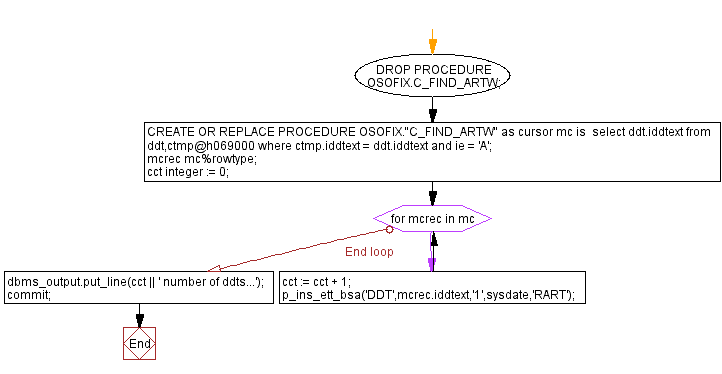 DROP PROCEDURE
OSOFIX.C_FIND_ARTW;
CREATE OR REPLACE PROCEDURE OSOFIX."C_FIND_ARTW" as cursor mc is  select ddt.iddtext from
ddt,ctmp@h069000 where ctmp.iddtext = ddt.iddtext and ie = 'A';
mcrec mc%rowtype;
cct integer := 0;
for mcrec in mc
End loop
dbms_output.put_line(cct || ' number of ddts...');
commit;
cct := cct + 1;
p_ins_ett_bsa('DDT',mcrec.iddtext,'1',sysdate,'RART');
End